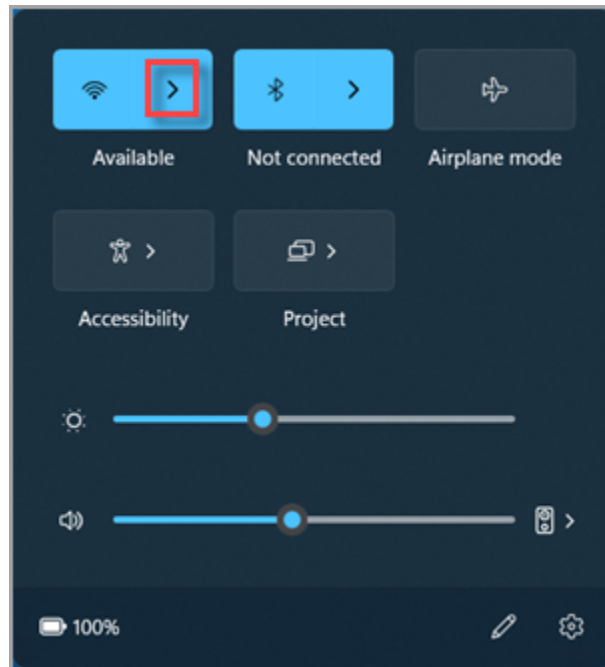 Available
Not connected
Airplane mode
Accessibility
Project
100%